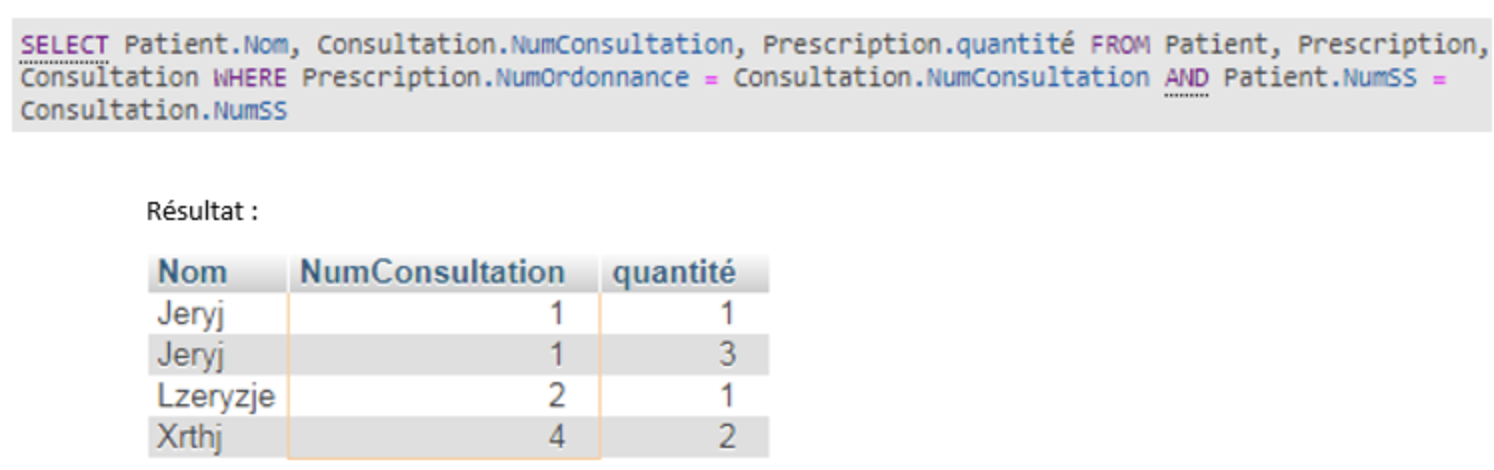 SELECT Patient.Nom, Consultation.NumConsultation, Prescription.quantité FROM Patient, Prescription,
Consultation WHERE Prescription.NumOrdonnance = Consultation.NumConsultation AND Patient.NumSS =
Consultation.NumSS
Résultat :
Nom NumConsultation quantité
Jeryj 1 1
Jeryj 1 3
Lzeryzje 2 1
Xrthj 4 2